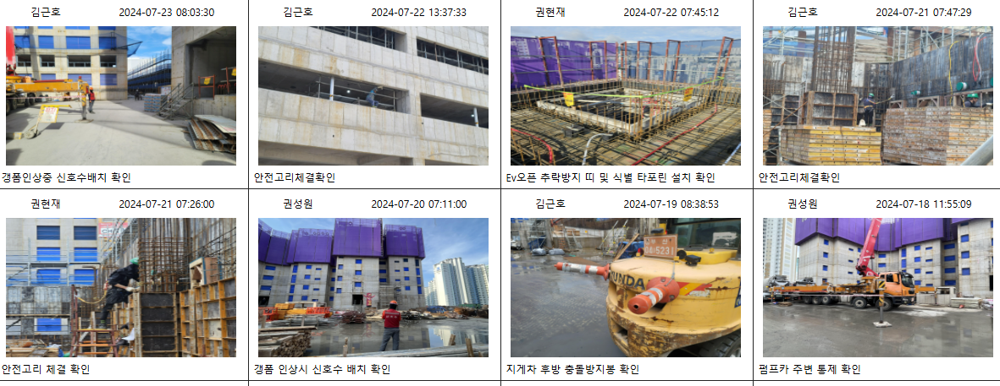 김근호 2024-07-23 08:03:30
김근호 2024-07-22 13:37:33
권현재 2024-07-22 07:45:12
김근호 2024-07-21 07:47:29
갱폼인상중 신호수배치 확인
안전고리체결확인
Ev오픈 추락방지 띠 및 식별 타포린 설치 확인
안전고리체결확인
권현재 2024-07-21 07:26:00
권성원 2024-07-20 07:11:00
김근호 2024-07-19 08:38:53
권성원 2024-07-18 11:55:09
04-5231
UNDA
안전고리 체결 확인
갱폼 인상시 신호수 배치 확인
지게차 후방 충돌방지봉 확인
펌프카 주변 통제 확인